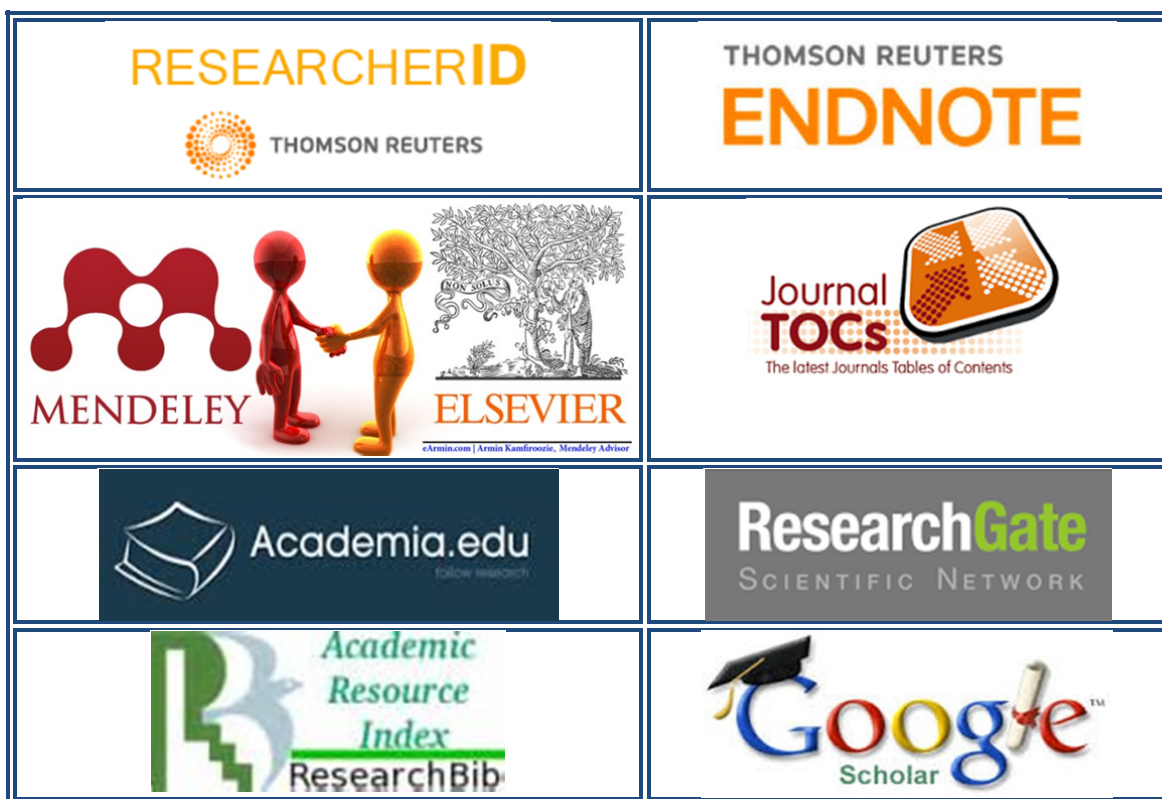 RESEARCHERID
THOMSON REUTERS
THOMSON REUTERS
ENDNOTE
MENDELEY
NON SOLUS
ELSEVIER
eArmin.com | Armin Kamfiroozie, Mendeley Advisor
Journal
TOCs
The latest Journals Tables of Contents
Academia.edu
follow research
ResearchGate
SCIENTIFIC NETWORK
Academic
Resource
Index
ResearchBib
Google
TM
Scholar